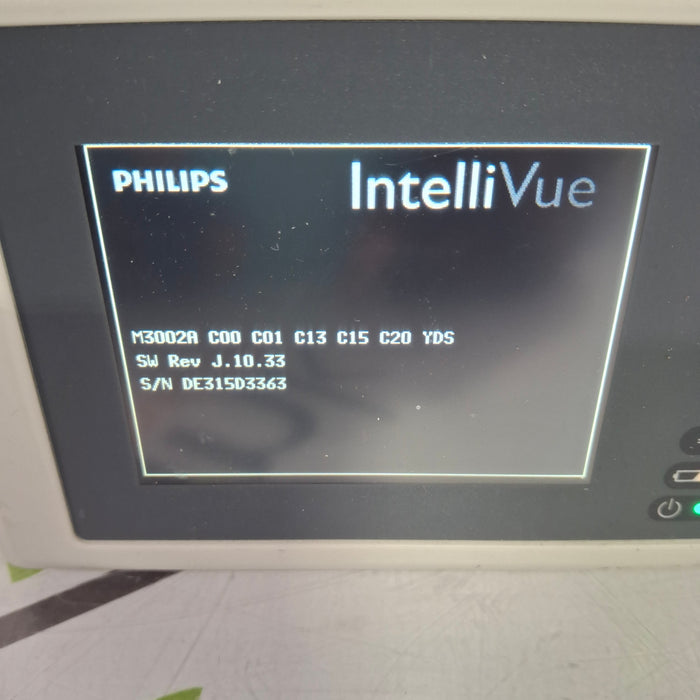 PHILIPS IntelliVue
M3002A C00 C01 C13 C15 C20 YDS
SW Rev J.10.33
S/N DE315D3363